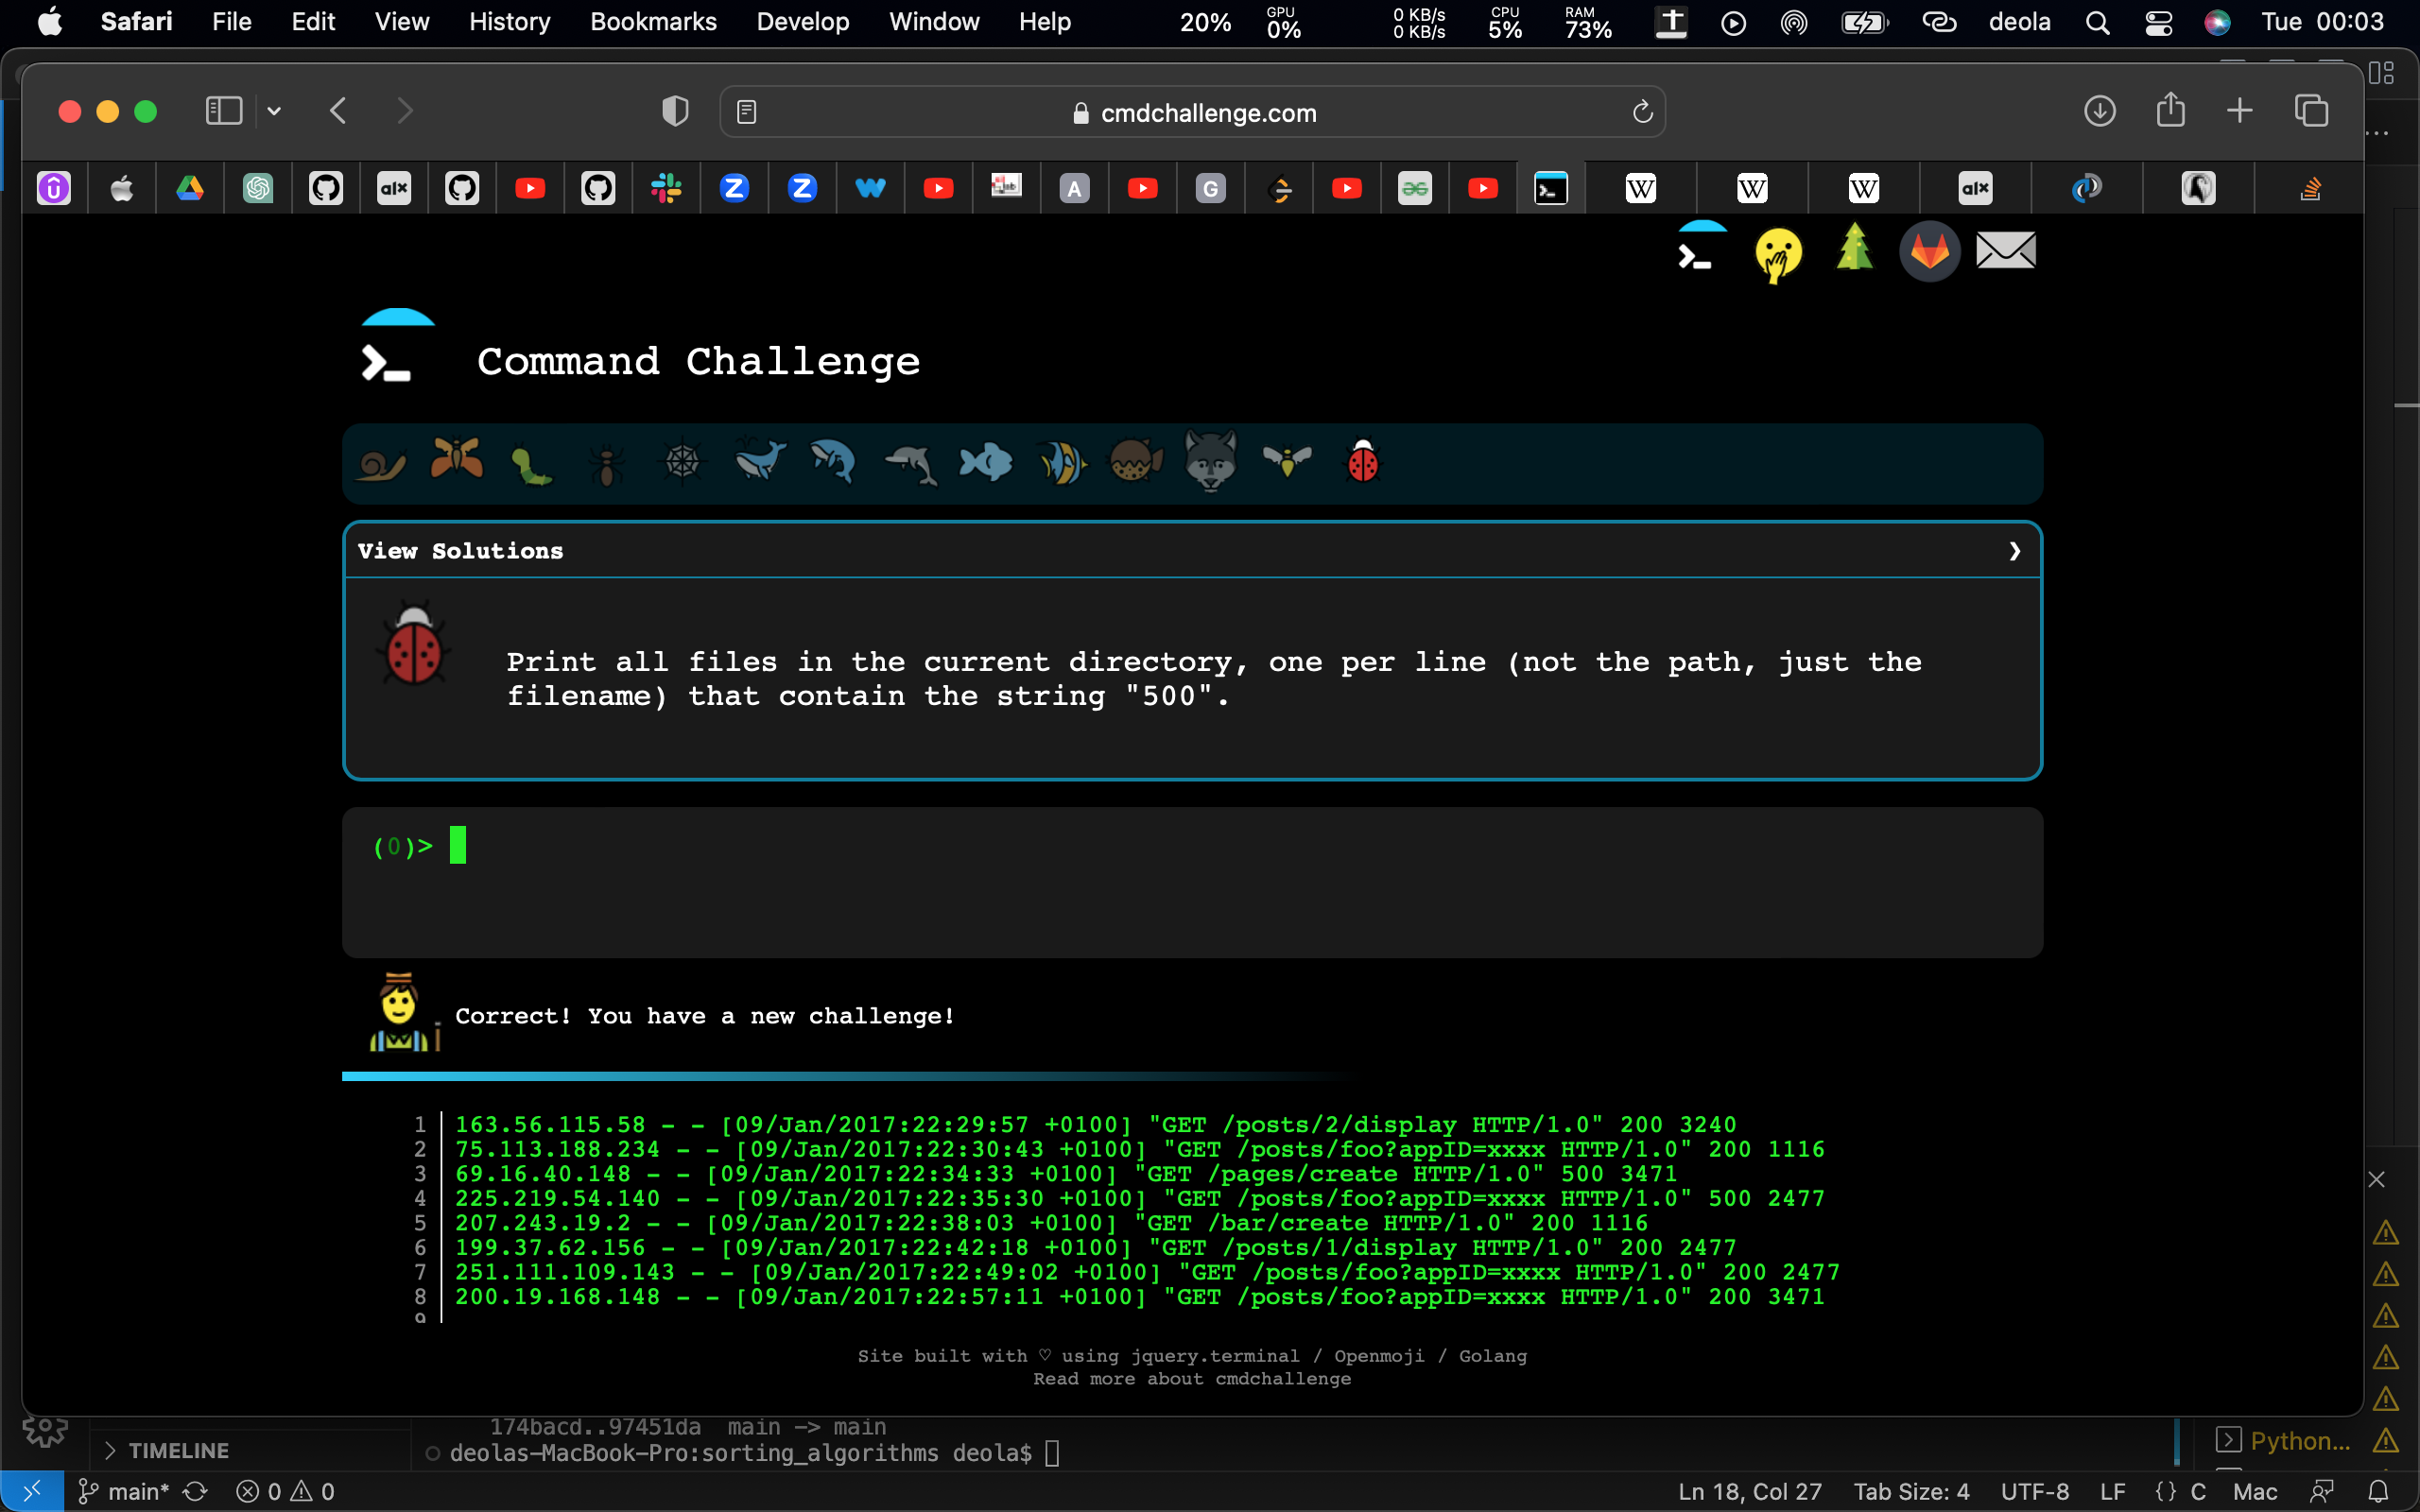 Safari File Edit View History Bookmarks Develop Window Help 20% GPU 0% 0 KB/s 0 KB/s CPU 5% RAM 73% deola Tue 00:03
cmdchallenge.com
alx A G W W W alx
Command Challenge
View Solutions
Print all files in the current directory, one per line (not the path, just the
filename) that contain the string "500".
(0)>
Correct! You have a new challenge!
1 163.56.115.58 - - [09/Jan/2017:22:29:57 +0100] "GET /posts/2/display HTTP/1.0" 200 3240
2 75.113.188.234 - - [09/Jan/2017:22:30:43 +0100] "GET /posts/foo?appID=xxxx HTTP/1.0" 200 1116
3 69.16.40.148 - - [09/Jan/2017:22:34:33 +0100] "GET /pages/create HTTP/1.0" 500 3471
4 225.219.54.140 - - [09/Jan/2017:22:35:30 +0100] "GET /posts/foo?appID=xxxx HTTP/1.0" 500 2477
5 207.243.19.2 - - [09/Jan/2017:22:38:03 +0100] "GET /bar/create HTTP/1.0" 200 1116
6 199.37.62.156 - - [09/Jan/2017:22:42:18 +0100] "GET /posts/1/display HTTP/1.0" 200 2477
7 251.111.109.143 - - [09/Jan/2017:22:49:02 +0100] "GET /posts/foo?appID=xxxx HTTP/1.0" 200 2477
8 200.19.168.148 - - [09/Jan/2017:22:57:11 +0100] "GET /posts/foo?appID=xxxx HTTP/1.0" 200 3471
9
Site built with ♡ using jquery.terminal / Openmoji / Golang
Read more about cmdchallenge
174bacd..97451da main -> main
TIMELINE
deolas-MacBook-Pro:sorting_algorithms deola$
Python...
main* 0 0 Ln 18, Col 27 Tab Size: 4 UTF-8 LF {} C Mac